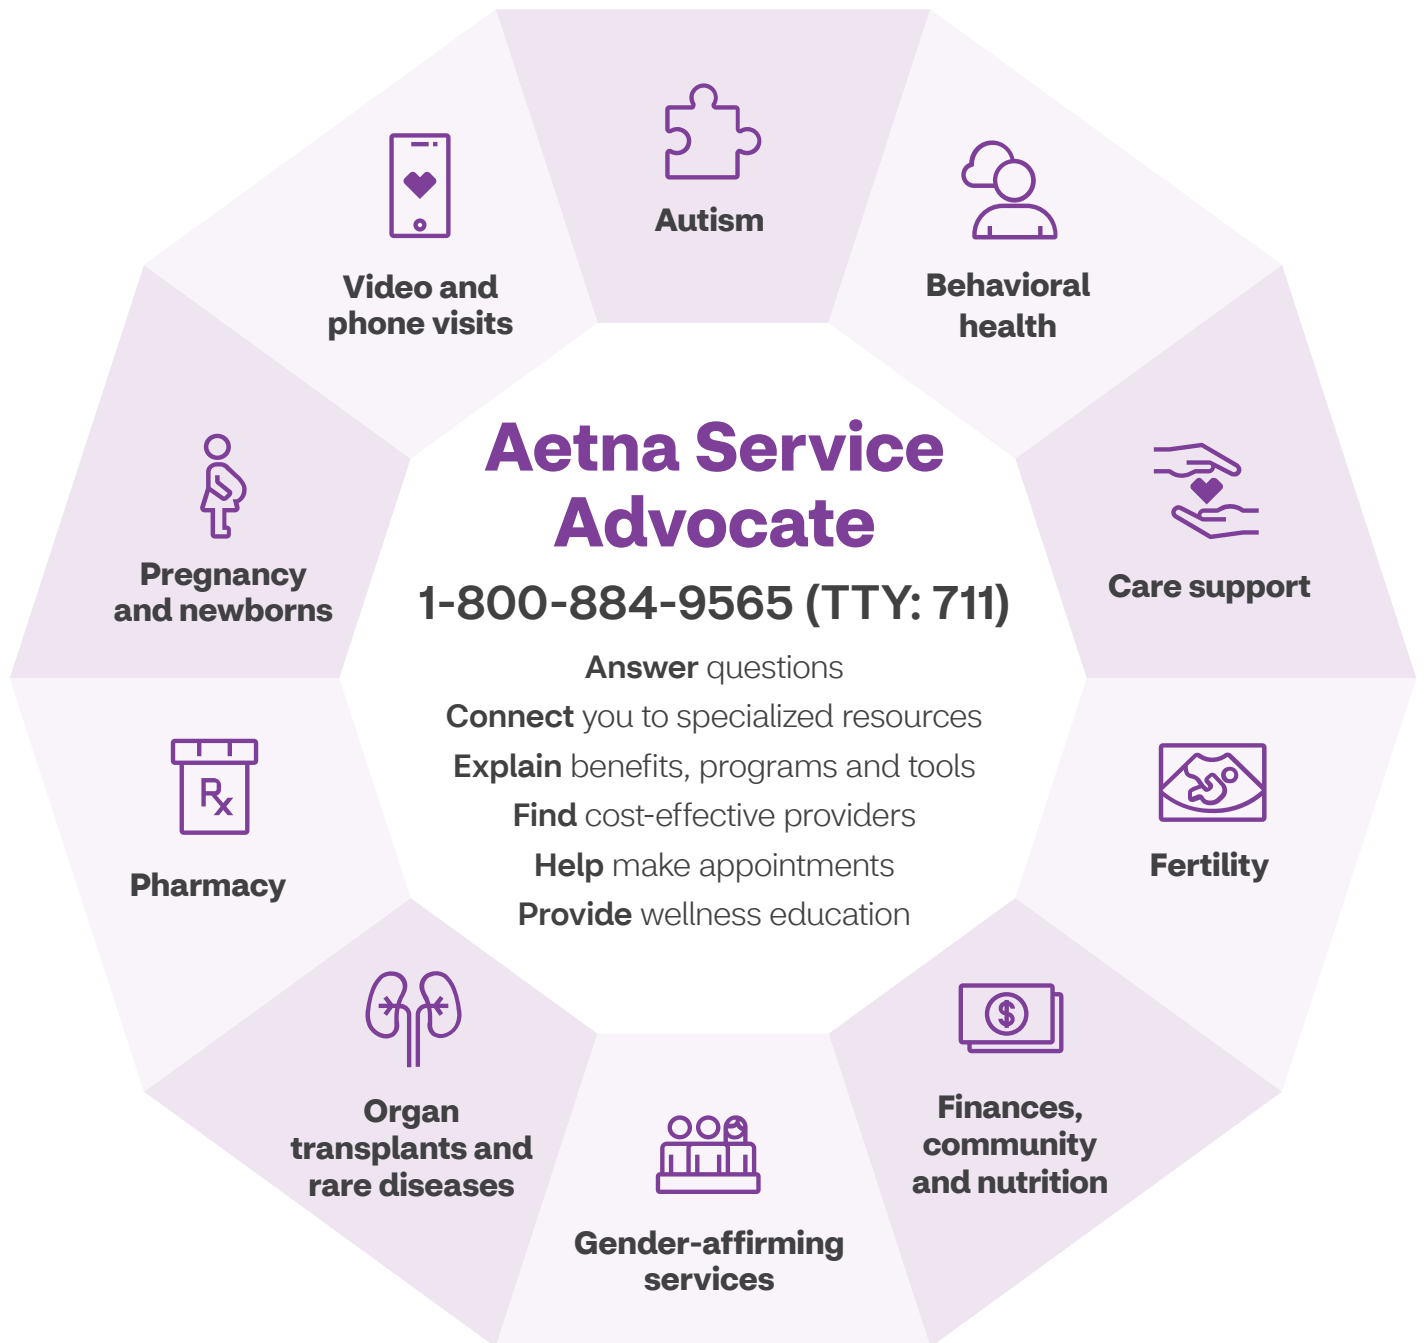 Autism
Behavioral
health
Care support
Fertility
Finances,
community
and nutrition
Gender-affirming
services
Organ
transplants and
rare diseases
Pharmacy
Pregnancy
and newborns
Video and
phone visits
Aetna Service
Advocate
1-800-884-9565 (TTY: 711)
Answer questions
Connect you to specialized resources
Explain benefits, programs and tools
Find cost-effective providers
Help make appointments
Provide wellness education
Rx
$